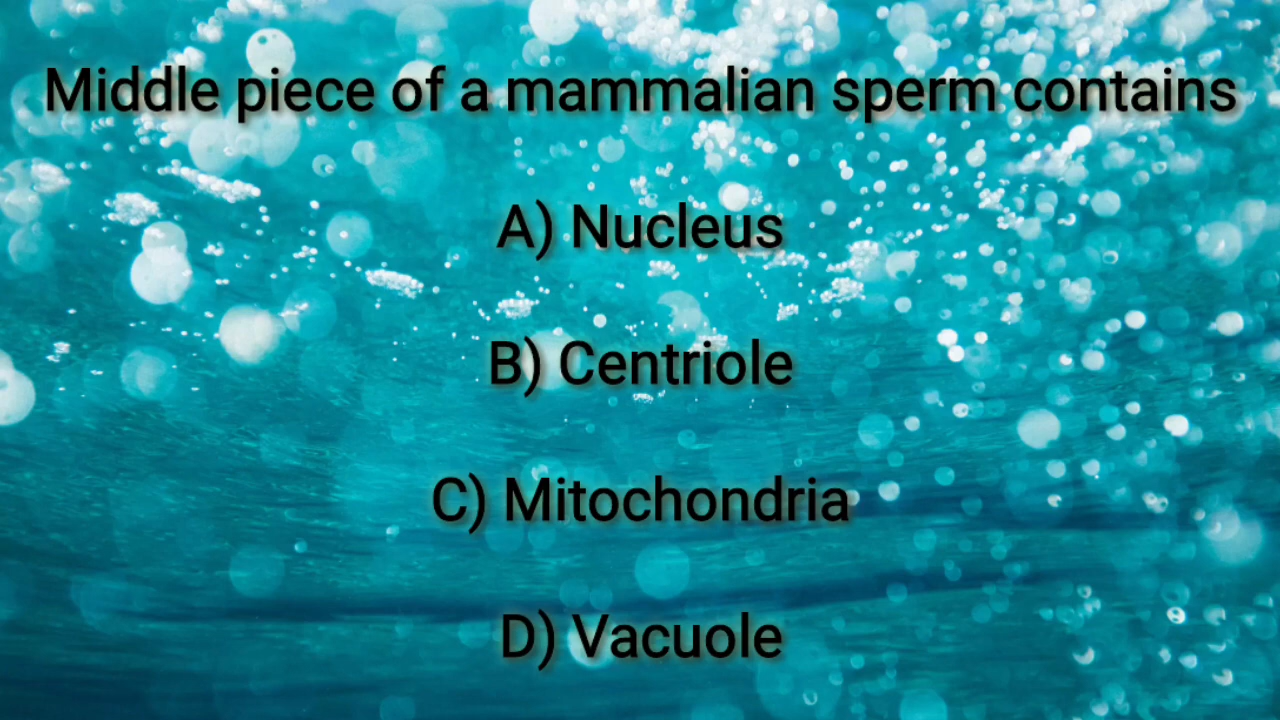 Middle piece of a mammalian sperm contains
A) Nucleus
B) Centriole
C) Mitochondria
D) Vacuole